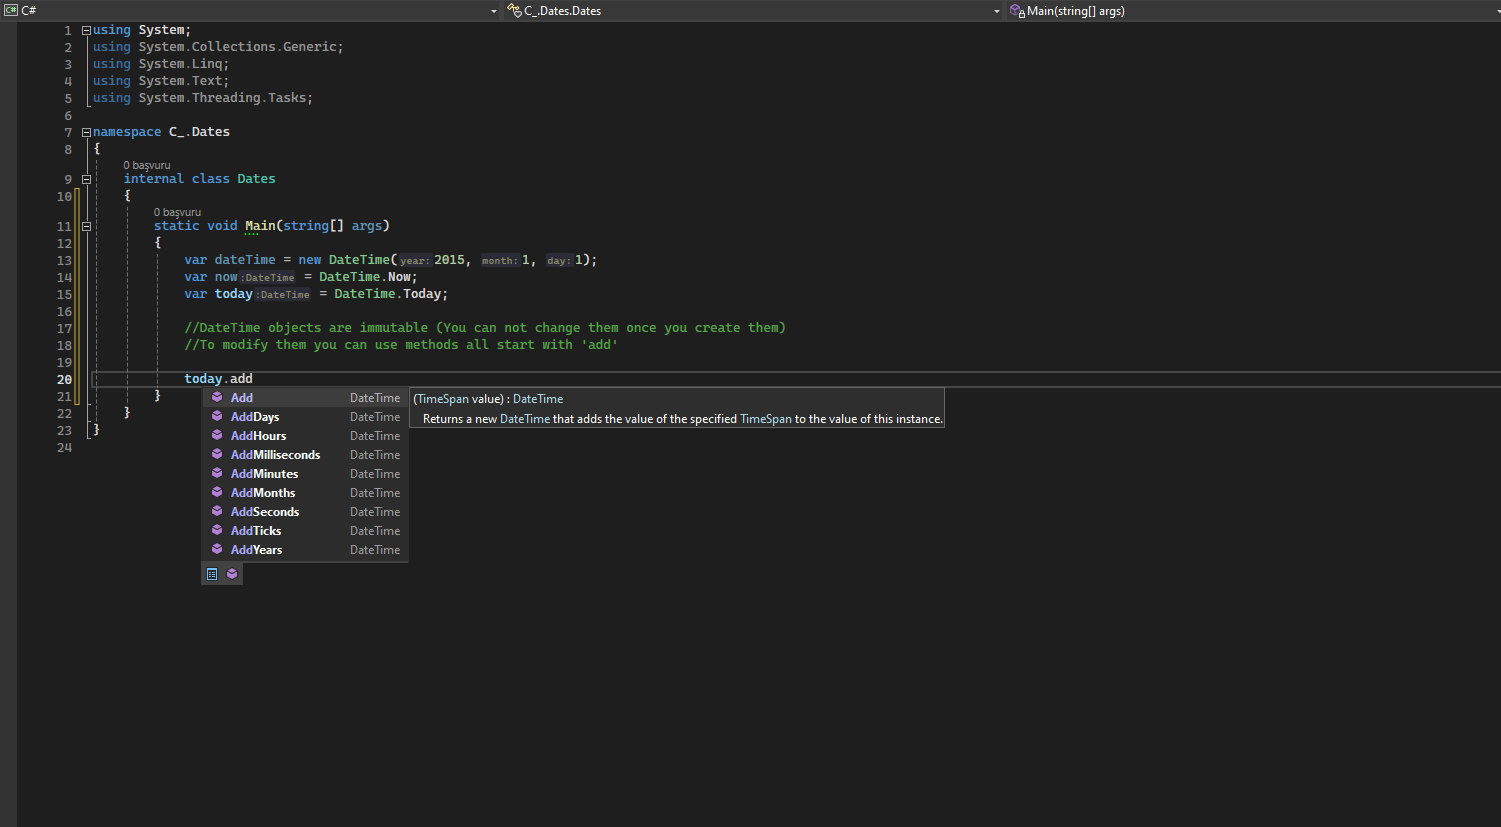 C# C# C_.Dates.Dates Main(string[] args)
1 using System;
2 using System.Collections.Generic;
3 using System.Linq;
4 using System.Text;
5 using System.Threading.Tasks;
6
7 namespace C_.Dates
8 {
0 başvuru
9 internal class Dates
10 {
0 başvuru
11 static void Main(string[] args)
12 {
13 var dateTime = new DateTime(year: 2015, month: 1, day: 1);
14 var now :DateTime = DateTime.Now;
15 var today :DateTime = DateTime.Today;
16
17 //DateTime objects are immutable (You can not change them once you create them)
18 //To modify them you can use methods all start with 'add'
19
20 today.add
21 }
22 }
23 }
24
Add DateTime
AddDays DateTime
AddHours DateTime
AddMilliseconds DateTime
AddMinutes DateTime
AddMonths DateTime
AddSeconds DateTime
AddTicks DateTime
AddYears DateTime
(TimeSpan value) : DateTime
Returns a new DateTime that adds the value of the specified TimeSpan to the value of this instance.